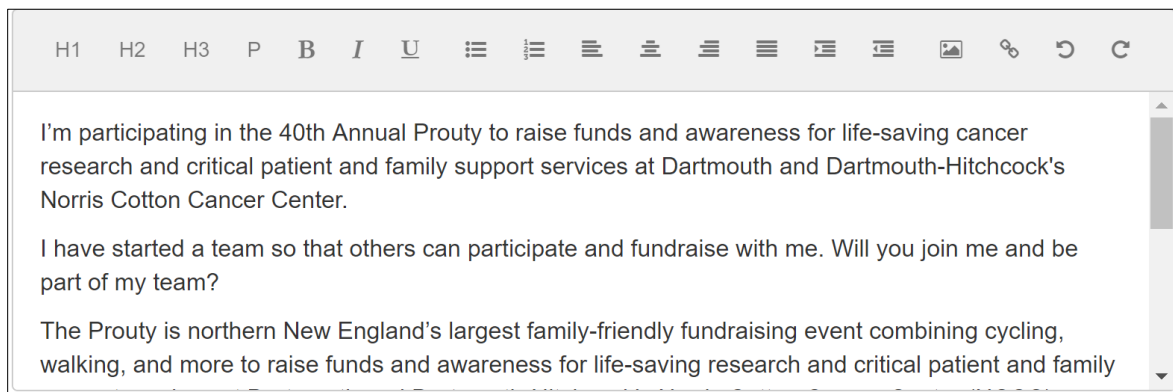 H1 H2 H3 P B I U
I’m participating in the 40th Annual Prouty to raise funds and awareness for life-saving cancer
research and critical patient and family support services at Dartmouth and Dartmouth-Hitchcock's
Norris Cotton Cancer Center.
I have started a team so that others can participate and fundraise with me. Will you join me and be
part of my team?
The Prouty is northern New England’s largest family-friendly fundraising event combining cycling,
walking, and more to raise funds and awareness for life-saving research and critical patient and family